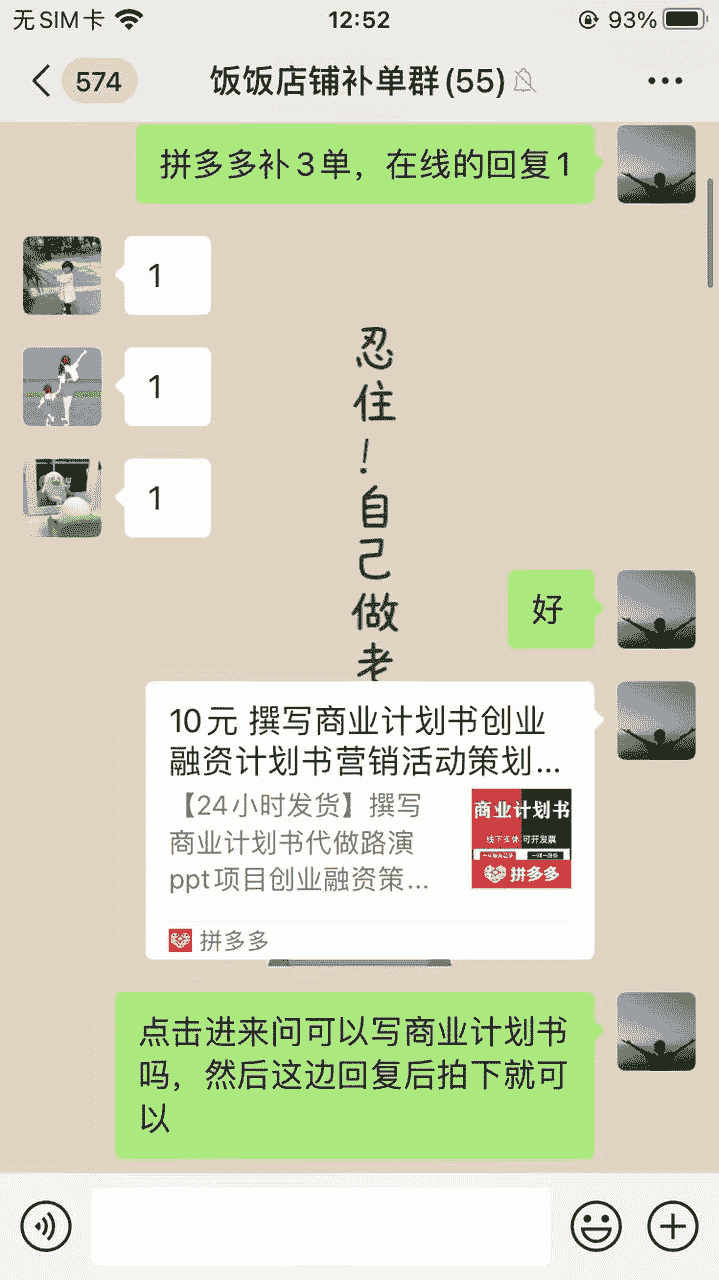 无SIM卡
12:52
93%
574
饭饭店铺补单群(55)
拼多多补3单，在线的回复1
1
1
1
忍住！自己做老
好
10元 撰写商业计划书创业
融资计划书营销活动策划...
【24小时发货】撰写
商业计划书代做路演
ppt项目创业融资策...
商业计划书
可开发票
拼多多
拼多多
点击进来问可以写商业计划书
吗，然后这边回复后拍下就可
以